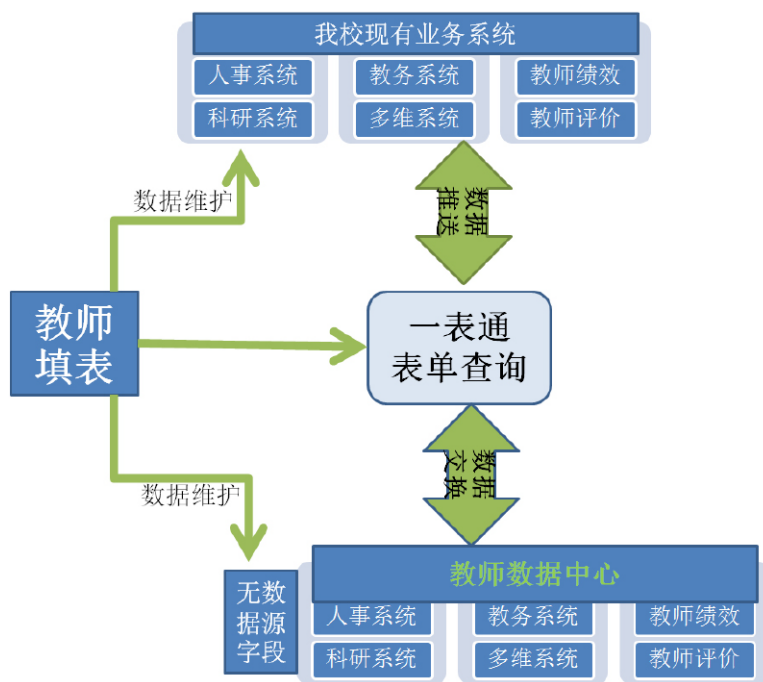 我校现有业务系统
人事系统 教务系统 教师绩效
科研系统 多维系统 教师评价
数据维护
数据
推送
教师
填表
一表通
表单查询
数据
交换
数据维护
教师数据中心
无数
据源
字段
人事系统 教务系统 教师绩效
科研系统 多维系统 教师评价